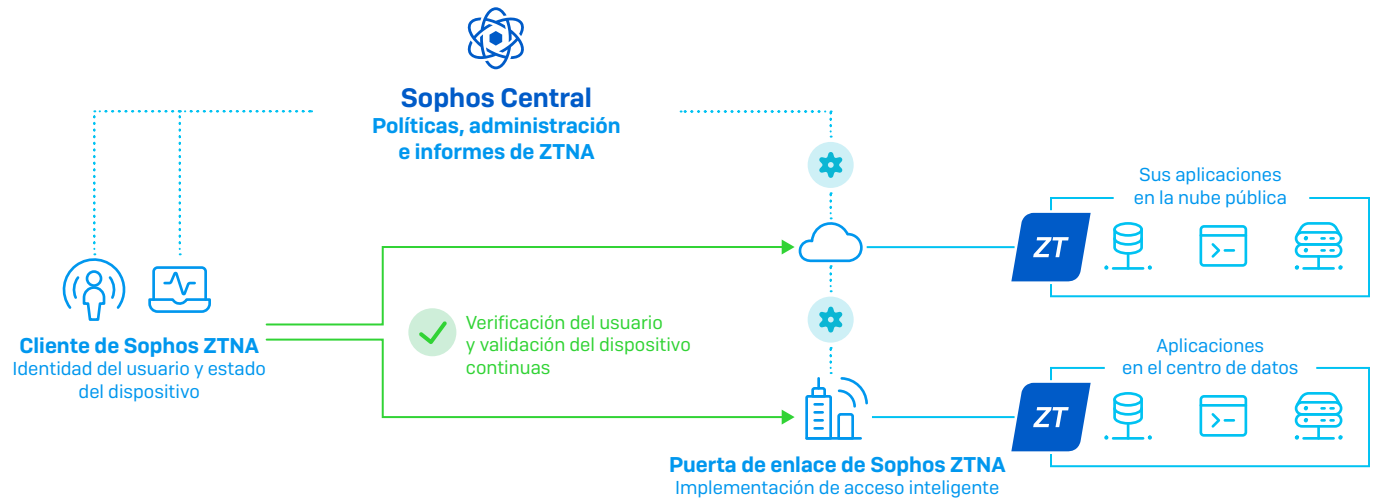 Sophos Central
Políticas, administración
e informes de ZTNA
Sus aplicaciones
en la nube pública
ZT
Verificación del usuario
y validación del dispositivo
continuas
Cliente de Sophos ZTNA
Identidad del usuario y estado
del dispositivo
Aplicaciones
en el centro de datos
ZT
Puerta de enlace de Sophos ZTNA
Implementación de acceso inteligente